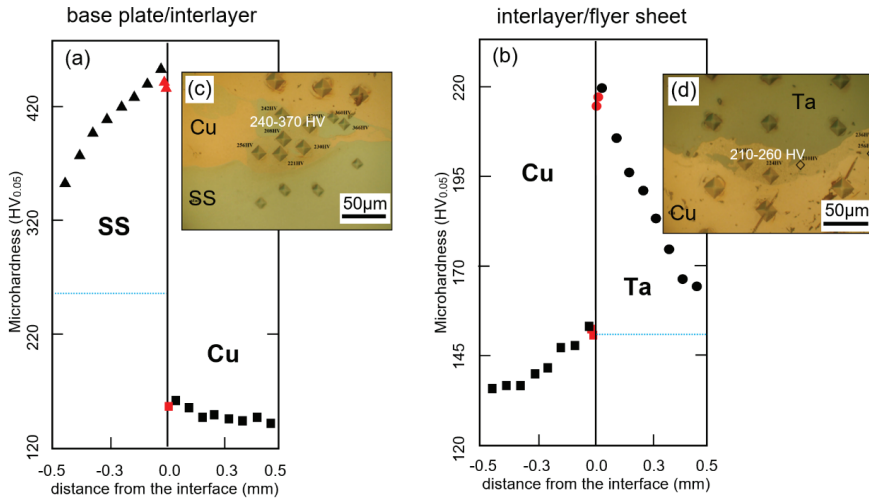 base plate/interlayer
interlayer/flyer sheet
(a)
Microhardness (HV0.05)
420
320
220
120
SS
Cu
-0.5
-0.3
0.0
0.3
0.5
distance from the interface (mm)
(c)
Cu
240-370 HV
SS
50µm
(b)
Microhardness (HV0.05)
220
195
170
145
120
Cu
Ta
-0.5
-0.3
0.0
0.3
0.5
distance from the interface (mm)
(d)
Ta
210-260 HV
Cu
50µm